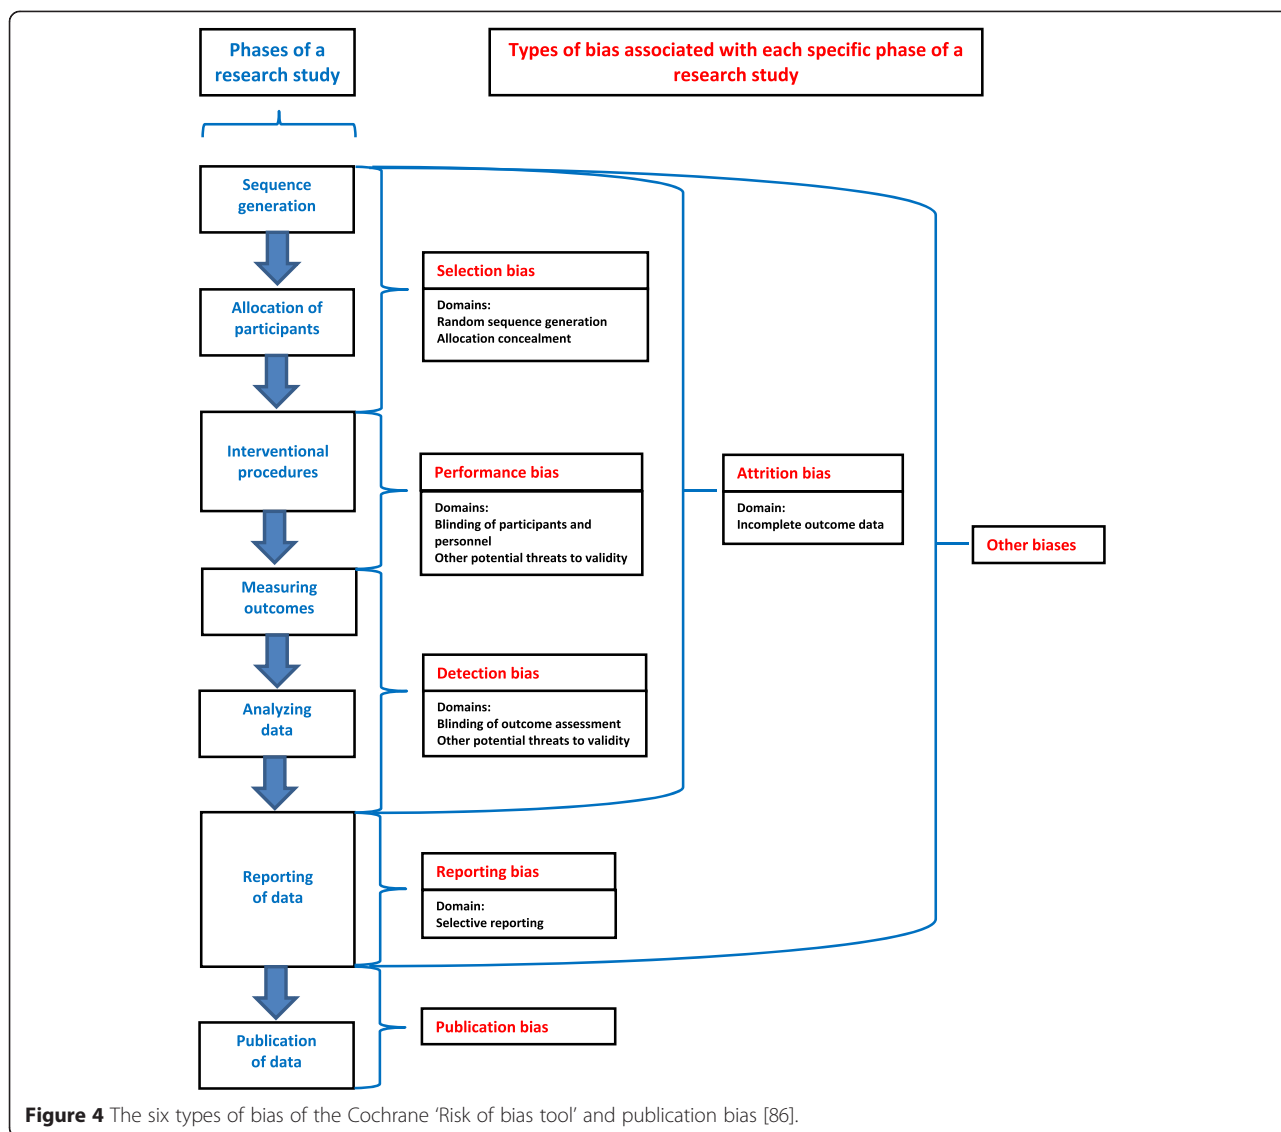 Phases of a
research study
Types of bias associated with each specific phase of a
research study
Sequence
generation
Allocation of
participants
Interventional
procedures
Measuring
outcomes
Analyzing
data
Reporting
of data
Publication
of data
Selection bias
Domains:
Random sequence generation
Allocation concealment
Performance bias
Domains:
Blinding of participants and
personnel
Other potential threats to validity
Detection bias
Domains:
Blinding of outcome assessment
Other potential threats to validity
Reporting bias
Domain:
Selective reporting
Publication bias
Attrition bias
Domain:
Incomplete outcome data
Other biases
Figure 4 The six types of bias of the Cochrane ‘Risk of bias tool’ and publication bias [86].